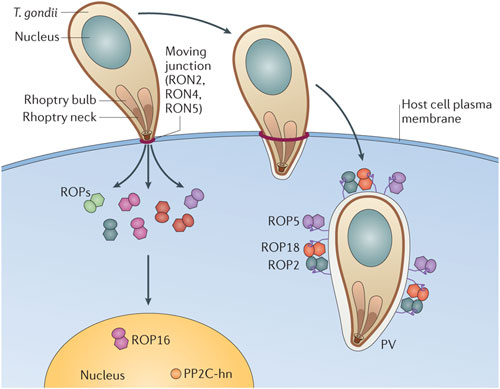 T. gondii
Nucleus
Moving
junction
(RON2,
RON4,
RON5)
Rhoptry bulb
Rhoptry neck
Host cell plasma
membrane
ROPs
ROP5
ROP18
ROP2
PV
ROP16
Nucleus
PP2C-hn